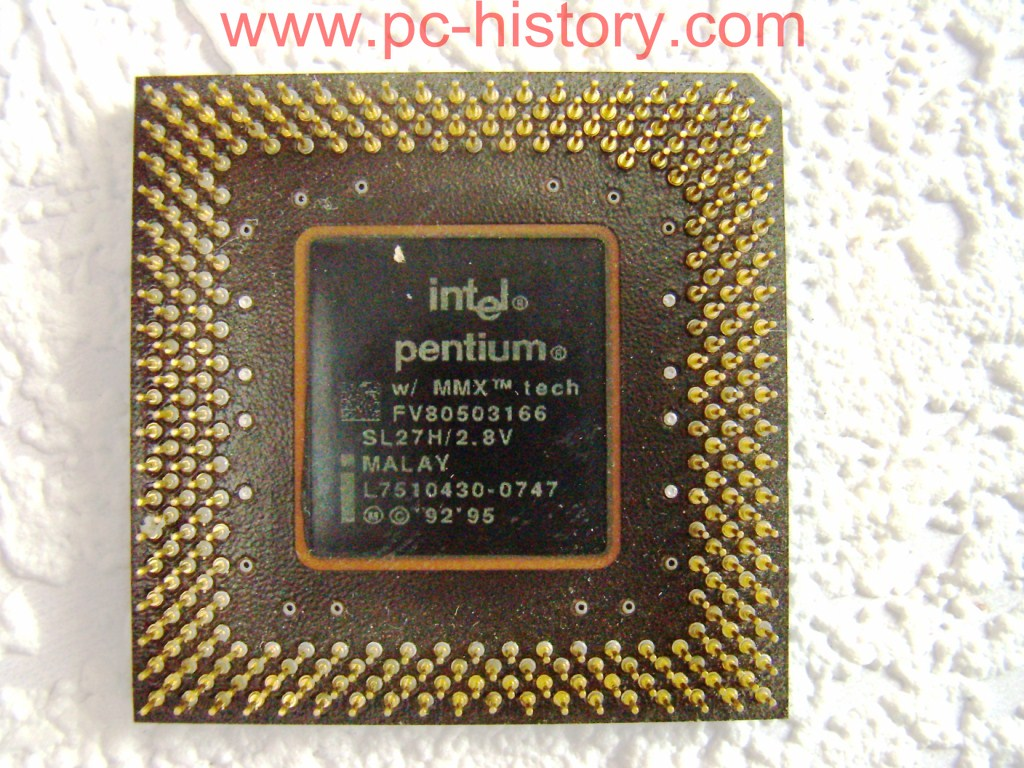 www.pc-history.com
intel®
pentium®
w/ MMX™ tech
FV80503166
SL27H/2.8V
MALAY
L7510430-0747
Ⓜ © '92 '95